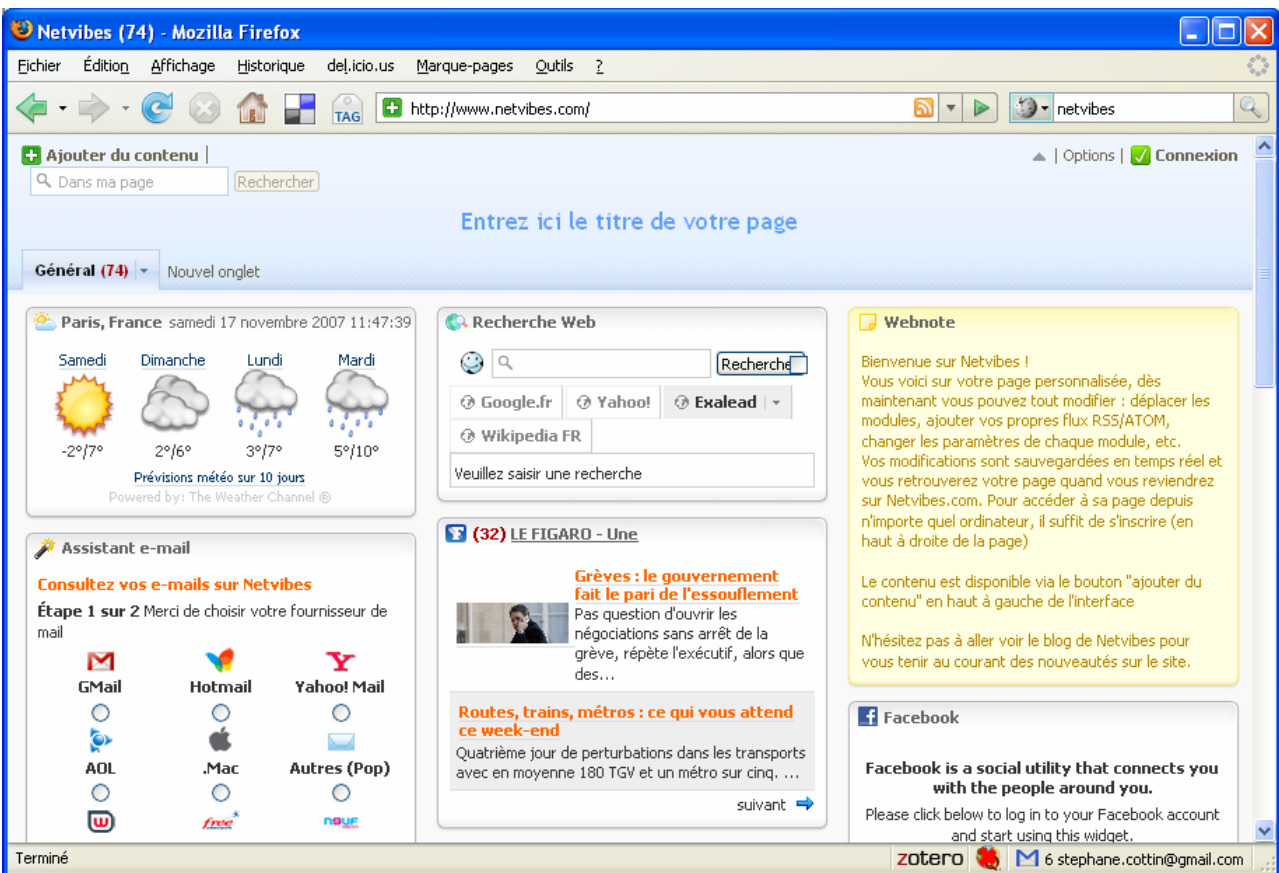 Netvibes (74) - Mozilla Firefox
Fichier Édition Affichage Historique del.icio.us Marque-pages Outils ?
TAG http://www.netvibes.com/ netvibes
Ajouter du contenu |
Dans ma page Rechercher
| Options | Connexion
Entrez ici le titre de votre page
Général (74) Nouvel onglet
Paris, France samedi 17 novembre 2007 11:47:39
Samedi Dimanche Lundi Mardi
-2°/7° 2°/6° 3°/7° 5°/10°
Prévisions météo sur 10 jours
Powered by: The Weather Channel ®
Assistant e-mail
Consultez vos e-mails sur Netvibes
Étape 1 sur 2 Merci de choisir votre fournisseur de
mail
GMail Hotmail Yahoo! Mail
AOL .Mac Autres (Pop)
free neuf
Recherche Web
Recherche
Google.fr Yahoo! Exalead
Wikipedia FR
Veuillez saisir une recherche
(32) LE FIGARO - Une
Grèves : le gouvernement
fait le pari de l'essouflement
Pas question d'ouvrir les
négociations sans arrêt de la
grève, répète l'exécutif, alors que
des...
Routes, trains, métros : ce qui vous attend
ce week-end
Quatrième jour de perturbations dans les transports
avec en moyenne 180 TGV et un métro sur cinq. ...
suivant
Webnote
Bienvenue sur Netvibes !
Vous voici sur votre page personnalisée, dès
maintenant vous pouvez tout modifier : déplacer les
modules, ajouter vos propres flux RSS/ATOM,
changer les paramètres de chaque module, etc.
Vos modifications sont sauvegardées en temps réel et
vous retrouverez votre page quand vous reviendrez
sur Netvibes.com. Pour accéder à sa page depuis
n'importe quel ordinateur, il suffit de s'inscrire (en
haut à droite de la page)
Le contenu est disponible via le bouton "ajouter du
contenu" en haut à gauche de l'interface
N'hésitez pas à aller voir le blog de Netvibes pour
vous tenir au courant des nouveautés sur le site.
Facebook
Facebook is a social utility that connects you
with the people around you.
Please click below to log in to your Facebook account
and start using this widget.
Terminé
zotero 6 stephane.cottin@gmail.com